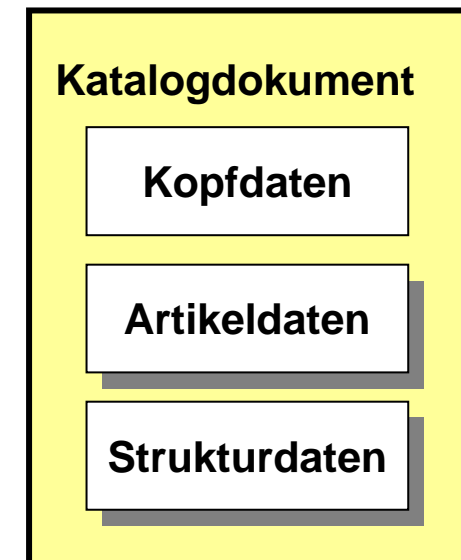 Katalogdokument
Kopfdaten
Artikeldaten
Strukturdaten